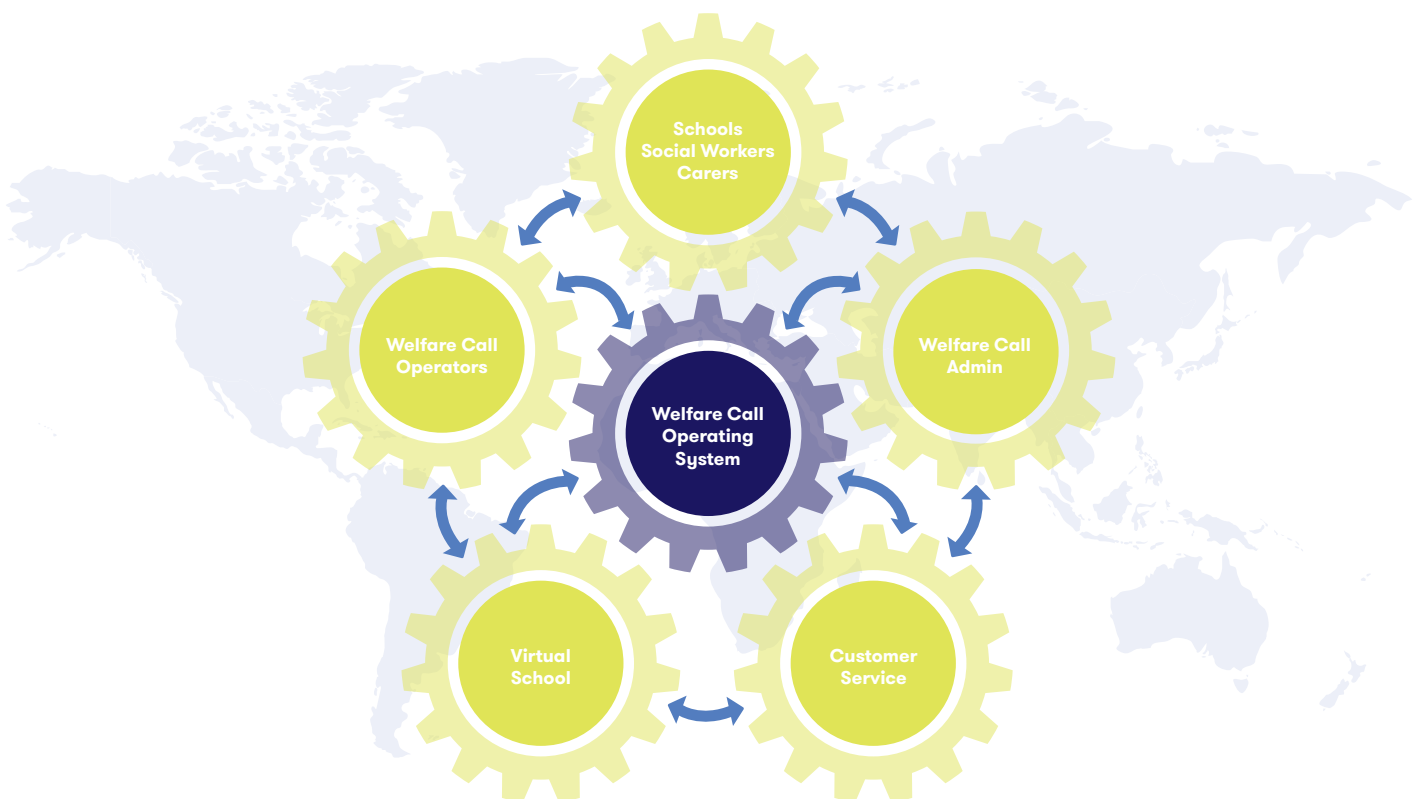 Schools
Social Workers
Carers
Welfare Call
Operators
Welfare Call
Admin
Welfare Call
Operating
System
Virtual
School
Customer
Service